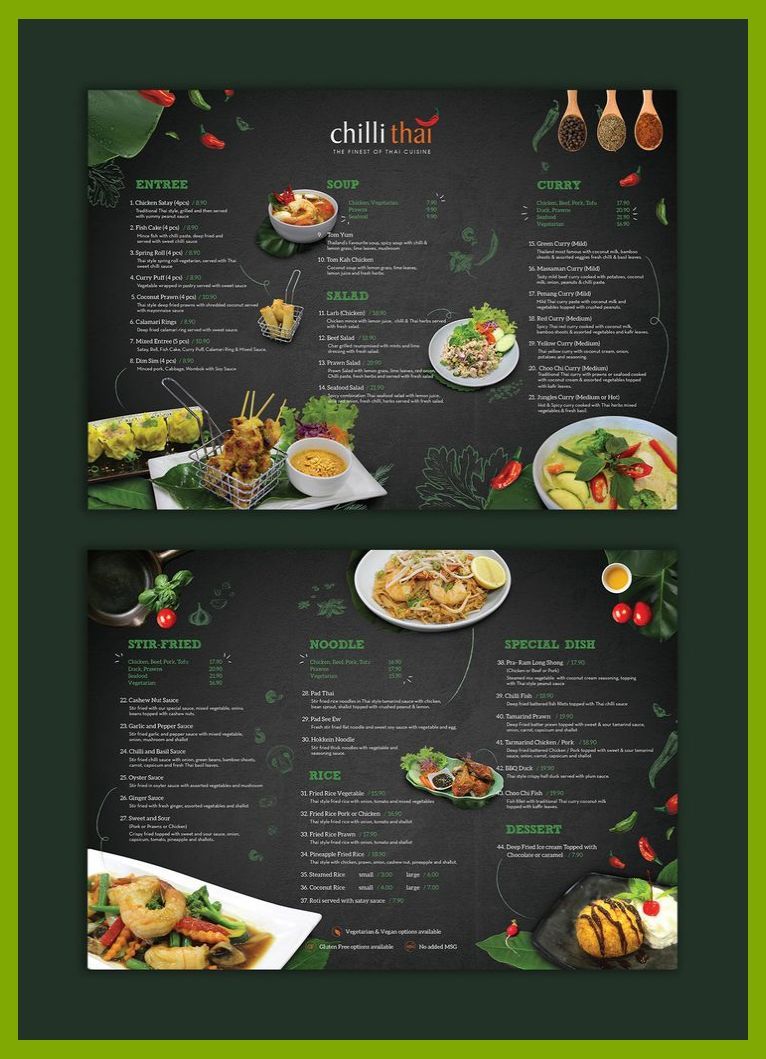 chilli thai
THE FINEST OF THAI CUISINE
ENTREE
1. Chicken Satay (4pcs) / 8.90
Traditional Thai style, grilled and then served
with yummy peanut sauce
2. Fish Cake (4 pcs) / 8.90
Mince fish with chilli paste, deep fried and
served with sweet chilli sauce
3. Spring Roll (4 pcs) / 8.90
Thai style spring roll vegetarian, served with Thai
sweet chilli sauce
4. Curry Puff (4 pcs) / 8.90
Vegetable wrapped in pastry served with sweet sauce
5. Coconut Prawn (4 pcs) / 10.90
Thai style deep fried prawns with shredded coconut served
with mayonnaise sauce
6. Calamari Rings / 8.90
Deep fried calamari ring served with sweet sauce.
7. Mixed Entree (5 pcs) / 10.90
Satay, Roll, Fish Cake, Curry Puff, Calamari Ring & Mixed Sauce.
8. Dim Sim (4 pcs) / 8.90
Minced pork, Cabbage, Wombok with Soy Sauce
SOUP
Chicken, Vegetarian 7.90
Prawns 9.90
Seafood 9.90
9. Tom Yum
Thailand's favourite soup, spicy soup with chilli &
lemon grass, lime leaves, mushroom
10. Tom Kah Chicken
Coconut soup with lemon grass, lime leaves,
lemon juice and fresh herbs.
SALAD
11. Larb (Chicken) / 18.90
Chicken mince with lemon juice, chilli & Thai herbs served
with fresh salad.
12. Beef Salad / 18.90
Char grilled marpinated with mints and lime
dressing with fresh salad.
13. Prawn Salad / 20.90
Prawn Salad with lemon grass, lime leaves, red onion,
Chilli paste, fresh herbs and served with fresh salad
14. Seafood Salad / 21.90
Spicy combination Thai seafood salad with lemon juice,
red onion, fresh chilli, herbs served with fresh salad.
CURRY
Chicken, Beef, Pork, Tofu 17.90
Duck, Prawns 20.90
Seafood 21.90
Vegetarian 16.90
15. Green Curry (Mild)
Thailand most famous with coconut milk, bamboo
shoots & assorted veggies fresh chilli & basil leaves.
16. Massaman Curry (Mild)
Tasty mild beef curry cooked with potatoes, coconut
milk, onion, peanuts & chilli paste.
17. Penang Curry (Mild)
Mild Thai curry paste with coconut milk and
vegetables topped with crushed peanuts.
18. Red Curry (Medium)
Spicy Thai red curry cooked with coconut milk,
bamboo shoots & assorted vegetables and kafir leaves.
19. Yellow Curry (Medium)
Thai yellow curry with coconut cream, onion,
potatoes and seasoning.
20. Choo Chi Curry (Medium)
Traditional Thai curry with prawns or seafood cooked
with coconut cream & assorted vegetables topped
with kafir leaves.
21. Jungles Curry (Medium or Hot)
Hot & Spicy curry cooked with Thai herbs mixed
vegetables & fresh basil.
STIR-FRIED
Chicken, Beef, Pork, Tofu 17.90
Duck, Prawns 20.90
Seafood 21.90
Vegetarian 16.90
22. Cashew Nut Sauce
Stir fried with our special sauce, mixed vegetable, onion,
beans topped with cashew nuts.
23. Garlic and Pepper Sauce
Stir fried garlic and pepper sauce with mixed vegetable,
onion, mushroom and shallot
24. Chilli and Basil Sauce
Stir fried chilli sauce with onion, green beans, bamboo shoots,
carrot, capsicum and fresh Thai basil leaves.
25. Oyster Sauce
Stir fried in oyster sauce with assorted vegetables and mushroom
26. Ginger Sauce
Stir fried with fresh ginger, assorted vegetables and shallot
27. Sweet and Sour
(Pork or Prawns or Chicken)
Crispy fried topped with sweet and sour sauce, onion,
capsicum, tomato, pineapple and shallots.
NOODLE
Chicken, Beef, Pork, Tofu 16.90
Prawns 17.90
Vegetarian 15.90
28. Pad Thai
Stir fried rice noodles in Thai style tamarind sauce with chicken,
bean sprout, shallot topped with crushed peanut & lemon.
29. Pad See Ew
Fresh stir fried flat noodle and sweet soy sauce with vegetable and egg.
30. Hokkein Noodle
Stir fried thick noodles with vegetable and
seasoning sauce.
RICE
31. Fried Rice Vegetable / 15.90
Thai style fried rice with onion, tomato and mixed vegetables
32. Fried Rice Pork or Chicken / 16.90
Thai style fried rice with onion, tomato and shallot
33. Fried Rice Prawn / 17.90
Thai style fried rice with onion, tomato and shallot
34. Pineapple Fried Rice / 18.90
Thai style with chicken, prawn, onion, cashew nut, pineapple and shallot.
35. Steamed Rice small / 3.00 large / 6.00
36. Coconut Rice small / 4.00 large / 7.00
37. Roti served with satay sauce / 7.90
Vegetarian & Vegan options available
Gluten Free options available
No added MSG
SPECIAL DISH
38. Pra- Ram Long Shong / 17.90
(Chicken or Beef or Pork)
Steamed mix vegetable with coconut cream seasoning, topping
with Thai style peanut sauce
39. Chilli Fish / 19.90
Deep fried battered fish fillets topped with Thai chilli sauce
40. Tamarind Prawn / 19.90
Deep fried batter prawn topped with sweet & sour tamarind sauce,
onion, carrot, capsicum and shallot.
41. Tarmarind Chicken / Pork / 18.90
Deep fried battered Chicken / Pork topped with sweet & sour tamarind
sauce, onion, carrot, capsicum and shallot
42. BBQ Duck / 19.90
Thai style crispy half duck served with plum sauce.
43. Choo Chi Fish / 19.90
Fish fillet with traditional Thai curry coconut milk
topped with kaffir leaves.
DESSERT
44. Deep Fried Ice cream Topped with
Chocolate or caramel / 7.90